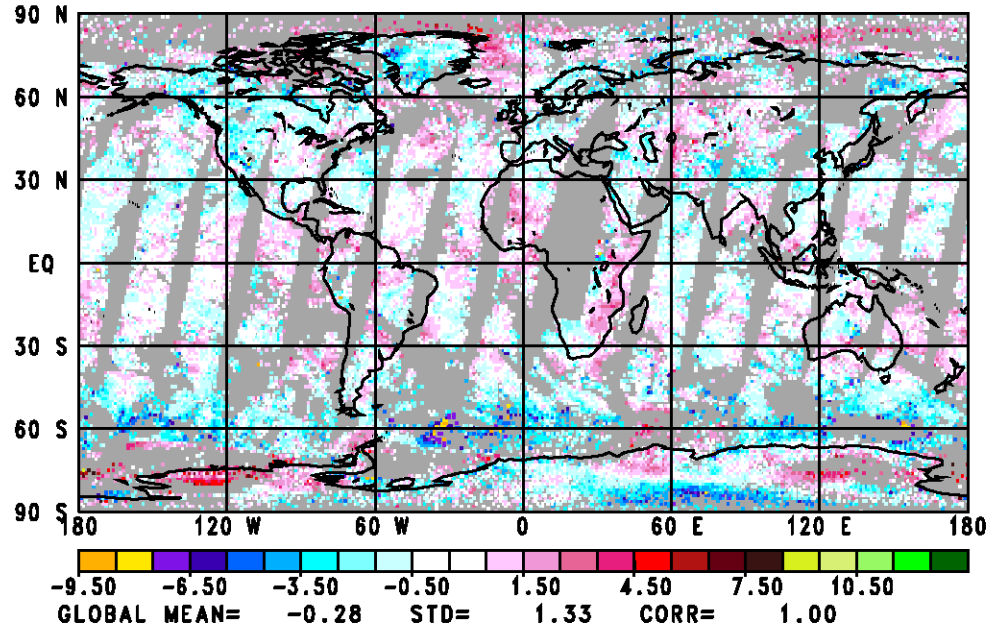 90 N
60 N
30 N
EQ
30 S
60 S
90 S
180 120 W 60 W 0 60 E 120 E 180
-9.50 -6.50 -3.50 -0.50 1.50 4.50 7.50 10.50
GLOBAL MEAN= -0.28 STD= 1.33 CORR= 1.00